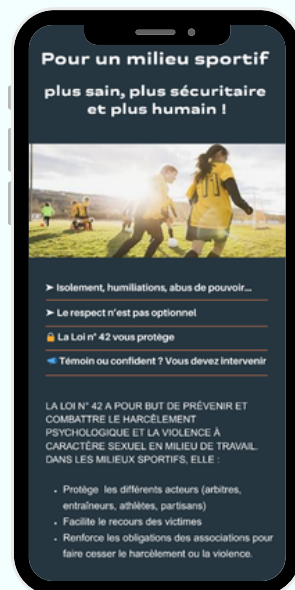 Pour un milieu sportif
plus sain, plus sécuritaire
et plus humain !
➤ Isolement, humiliations, abus de pouvoir...
➤ Le respect n'est pas optionnel
🔒 La Loi n° 42 vous protège
📢 Témoin ou confident ? Vous devez intervenir
LA LOI N° 42 A POUR BUT DE PRÉVENIR ET
COMBATTRE LE HARCÈLEMENT
PSYCHOLOGIQUE ET LA VIOLENCE À
CARACTÈRE SEXUEL EN MILIEU DE TRAVAIL.
DANS LES MILIEUX SPORTIFS, ELLE :
• Protège les différents acteurs (arbitres,
entraîneurs, athlètes, partisans)
• Facilite le recours des victimes
• Renforce les obligations des associations pour
faire cesser le harcèlement ou la violence.